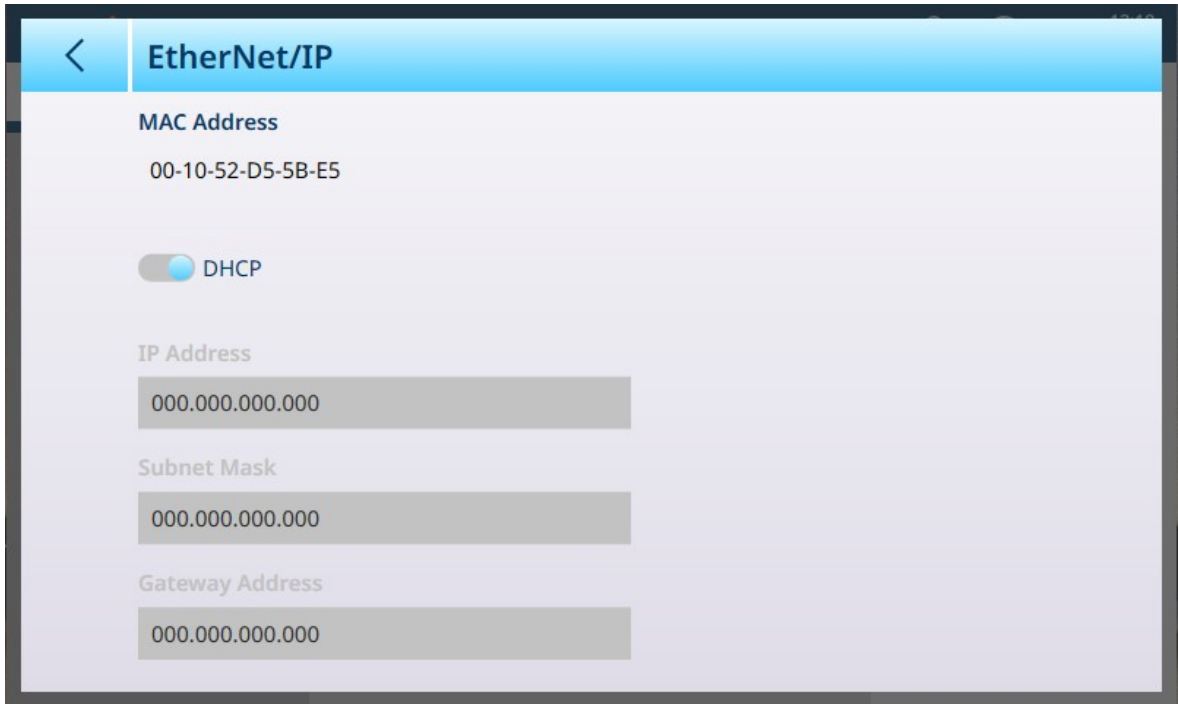 EtherNet/IP
MAC Address
00-10-52-D5-5B-E5
DHCP
IP Address
000.000.000.000
Subnet Mask
000.000.000.000
Gateway Address
000.000.000.000